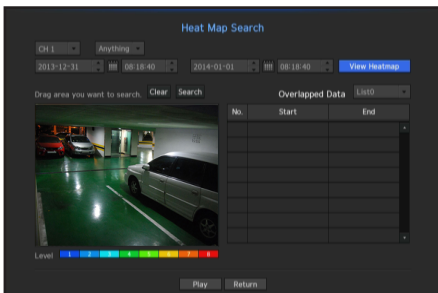 Heat Map Search
CH 1 Anything
2013-12-31 08:18:40 2014-01-01 08:18:40 View Heatmap
Drag area you want to search. Clear Search Overlapped Data List0
No. Start End
Level 1 2 3 4 5 6 7 8
Play Return